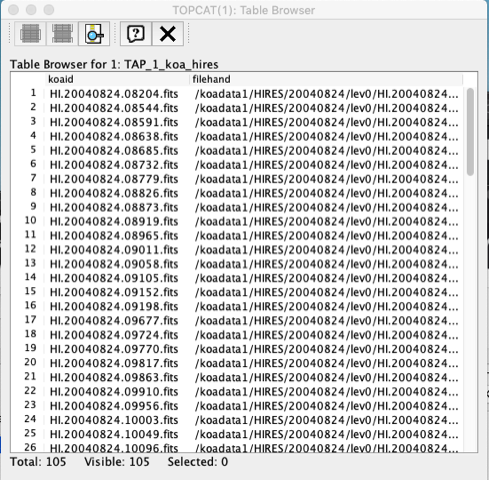 TOPCAT(1): Table Browser
Table Browser for 1: TAP_1_koa_hires
koaid filehand
1 HI.20040824.08204.fits /koadata1/HIRES/20040824/lev0/HI.20040824...
2 HI.20040824.08544.fits /koadata1/HIRES/20040824/lev0/HI.20040824...
3 HI.20040824.08591.fits /koadata1/HIRES/20040824/lev0/HI.20040824...
4 HI.20040824.08638.fits /koadata1/HIRES/20040824/lev0/HI.20040824...
5 HI.20040824.08685.fits /koadata1/HIRES/20040824/lev0/HI.20040824...
6 HI.20040824.08732.fits /koadata1/HIRES/20040824/lev0/HI.20040824...
7 HI.20040824.08779.fits /koadata1/HIRES/20040824/lev0/HI.20040824...
8 HI.20040824.08826.fits /koadata1/HIRES/20040824/lev0/HI.20040824...
9 HI.20040824.08873.fits /koadata1/HIRES/20040824/lev0/HI.20040824...
10 HI.20040824.08919.fits /koadata1/HIRES/20040824/lev0/HI.20040824...
11 HI.20040824.08965.fits /koadata1/HIRES/20040824/lev0/HI.20040824...
12 HI.20040824.09011.fits /koadata1/HIRES/20040824/lev0/HI.20040824...
13 HI.20040824.09058.fits /koadata1/HIRES/20040824/lev0/HI.20040824...
14 HI.20040824.09105.fits /koadata1/HIRES/20040824/lev0/HI.20040824...
15 HI.20040824.09152.fits /koadata1/HIRES/20040824/lev0/HI.20040824...
16 HI.20040824.09198.fits /koadata1/HIRES/20040824/lev0/HI.20040824...
17 HI.20040824.09677.fits /koadata1/HIRES/20040824/lev0/HI.20040824...
18 HI.20040824.09724.fits /koadata1/HIRES/20040824/lev0/HI.20040824...
19 HI.20040824.09770.fits /koadata1/HIRES/20040824/lev0/HI.20040824...
20 HI.20040824.09817.fits /koadata1/HIRES/20040824/lev0/HI.20040824...
21 HI.20040824.09863.fits /koadata1/HIRES/20040824/lev0/HI.20040824...
22 HI.20040824.09910.fits /koadata1/HIRES/20040824/lev0/HI.20040824...
23 HI.20040824.09956.fits /koadata1/HIRES/20040824/lev0/HI.20040824...
24 HI.20040824.10003.fits /koadata1/HIRES/20040824/lev0/HI.20040824...
25 HI.20040824.10049.fits /koadata1/HIRES/20040824/lev0/HI.20040824...
26 HI.20040824.10096.fits /koadata1/HIRES/20040824/lev0/HI.20040824...
Total: 105 Visible: 105 Selected: 0